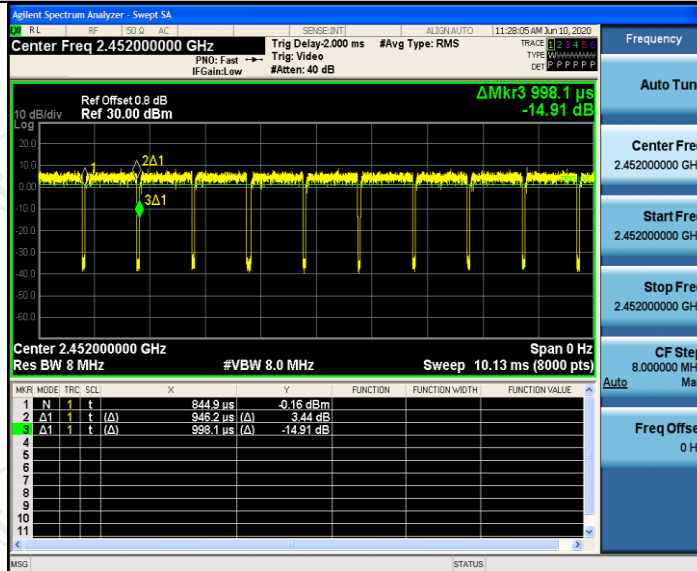 Agilent Spectrum Analyzer - Swept SA
RL RF 50 Ω AC SENSE:INT ALIGN AUTO 11:28:05 AM Jun 10, 2020
Center Freq 2.452000000 GHz
PNO: Fast
IFGain:Low
Trig Delay-2.000 ms
Trig: Video
#Atten: 40 dB
#Avg Type: RMS
TRACE 1 2 3 4 5 6
TYPE
DET P P P P P P
Ref Offset 0.8 dB
10 dB/div Ref 30.00 dBm
Log
ΔMkr3 998.1 µs
-14.91 dB
20.0
10.0
0.00
-10.0
-20.0
-30.0
-40.0
-50.0
-60.0
1
2Δ1
3Δ1
Center 2.452000000 GHz Span 0 Hz
Res BW 8 MHz #VBW 8.0 MHz Sweep 10.13 ms (8000 pts)
MKR MODE TRC SCL X Y FUNCTION FUNCTION WIDTH FUNCTION VALUE
1 N 1 t 844.9 µs -0.16 dBm
2 Δ1 1 t (Δ) 946.2 µs (Δ) 3.44 dB
3 Δ1 1 t (Δ) 998.1 µs (Δ) -14.91 dB
4
5
6
7
8
9
10
11
MSG STATUS
Frequency
Auto Tun
Center Fre
2.452000000 GH
Start Fre
2.452000000 GH
Stop Fre
2.452000000 GH
CF Ste
8.000000 MH
Auto Ma
Freq Offse
0 H